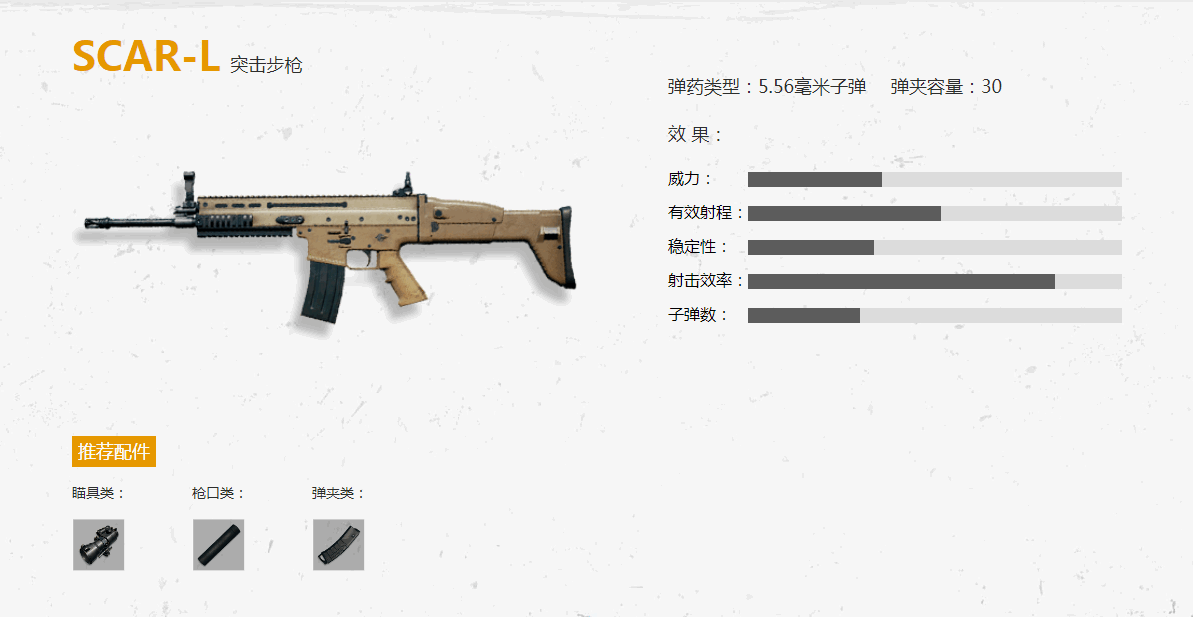 SCAR-L 突击步枪
弹药类型：5.56毫米子弹 弹夹容量：30
效 果：
威力：
有效射程：
稳定性：
射击效率：
子弹数：
推荐配件
瞄具类： 枪口类： 弹夹类：